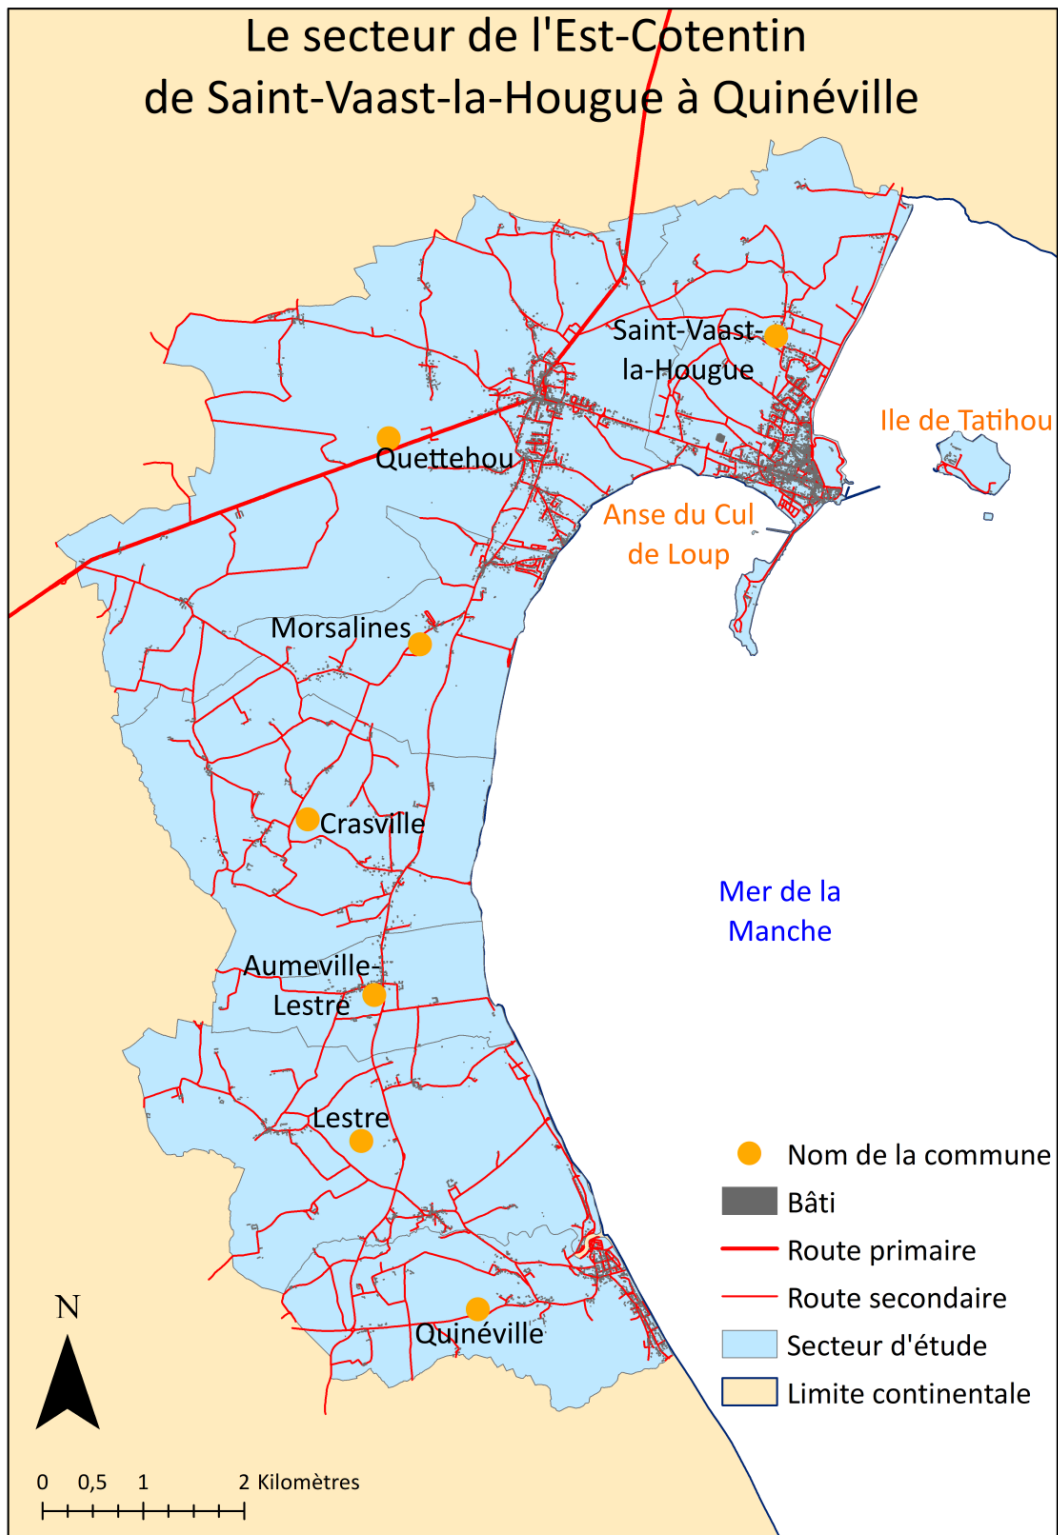 Le secteur de l'Est-Cotentin
de Saint-Vaast-la-Hougue à Quinéville
Saint-Vaast-
la-Hougue
Ile de Tatihou
Quettehou
Anse du Cul
de Loup
Morsalines
Crasville
Mer de la
Manche
Aumeville-
Lestre
Lestre
Quinéville
Nom de la commune
Bâti
Route primaire
Route secondaire
Secteur d'étude
Limite continentale
N
0 0,5 1 2 Kilomètres